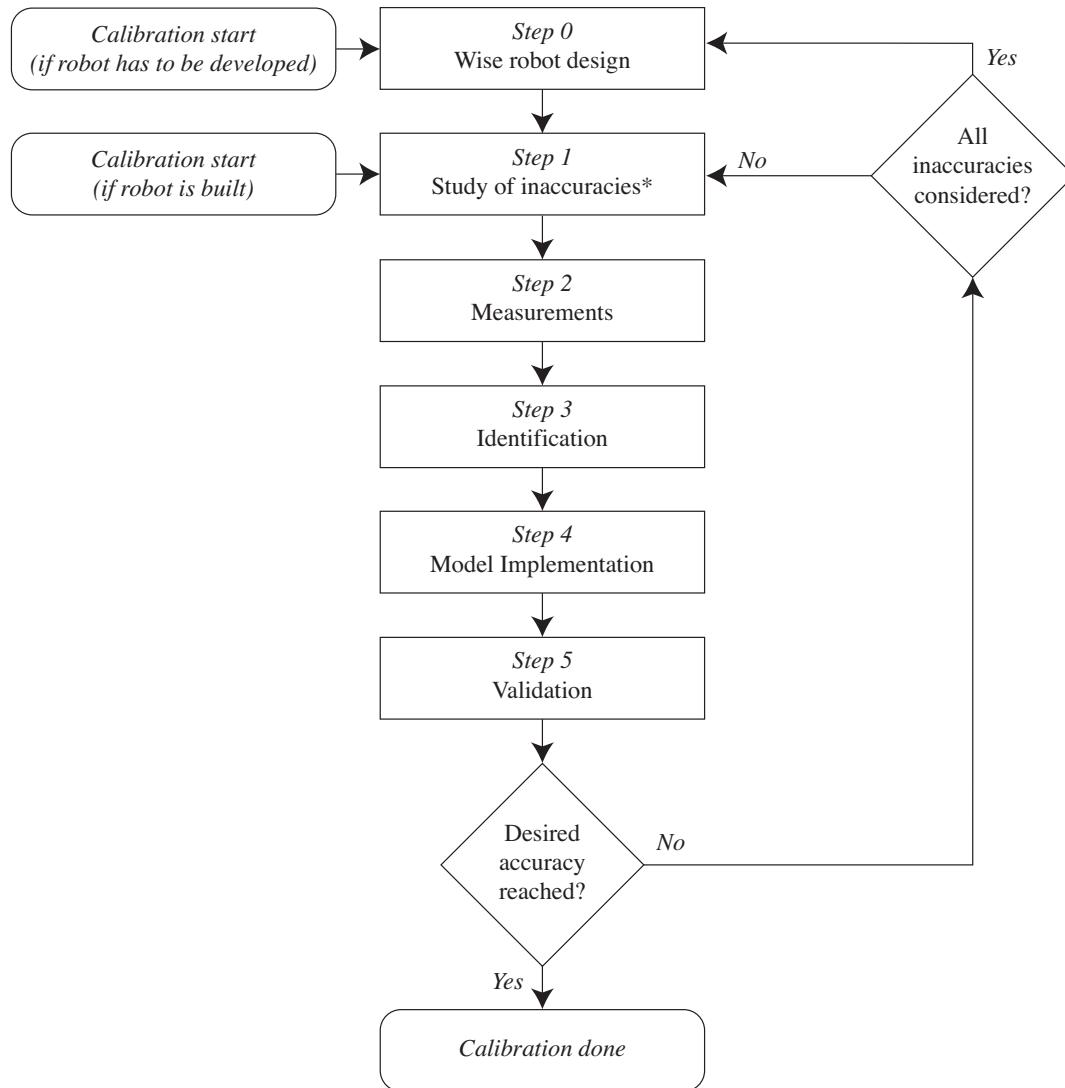 Calibration start
(if robot has to be developed)
Step 0
Wise robot design
Yes
Calibration start
(if robot is built)
Step 1
Study of inaccuracies*
No
All
inaccuracies
considered?
Step 2
Measurements
Step 3
Identification
Step 4
Model Implementation
Step 5
Validation
Desired
accuracy
reached?
No
Yes
Calibration done